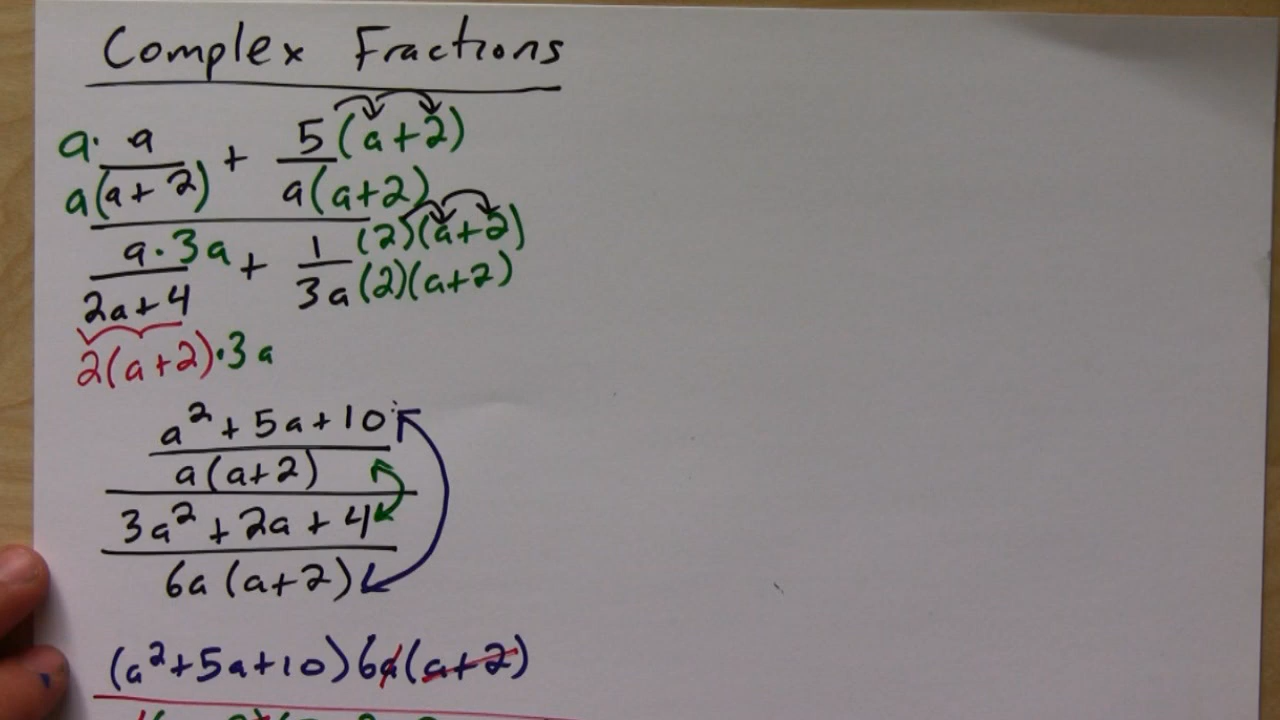 Complex Fractions
a· a + 5(a+2)
a(a+2) a(a+2)
a·3a + 1 (2)(a+2)
2a+4 3a(2)(a+2)
2(a+2)·3a
a²+5a+10
a(a+2)
3a²+2a+4
6a(a+2)
(a²+5a+10)6a(a+2)